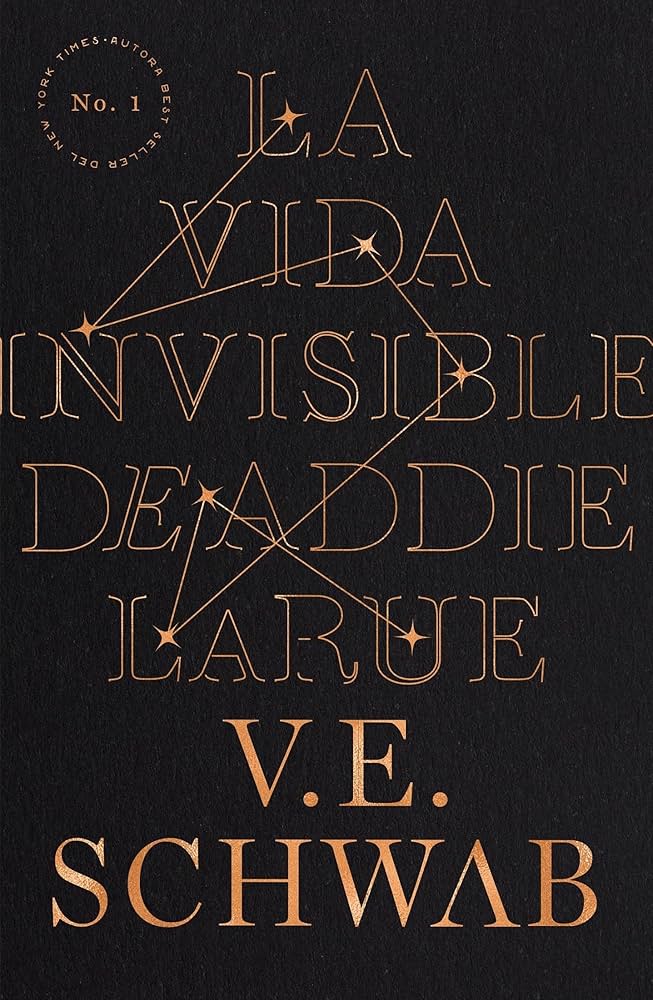 AUTORA BEST SELLER DEL NEW YORK TIMES·
No. 1
LA
VIDA
INVISIBLE
DE ADDIE
LARUE
V.E.
SCHWAB